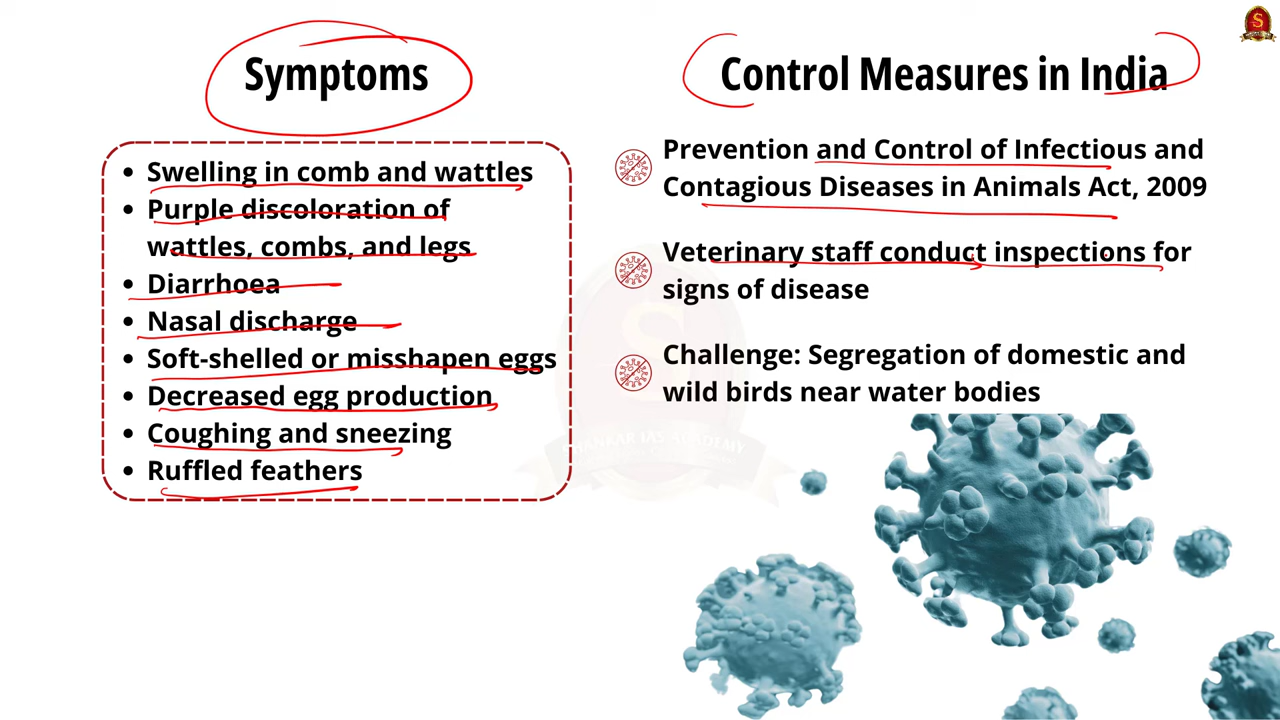 Symptoms
• Swelling in comb and wattles
• Purple discoloration of
wattles, combs, and legs
• Diarrhoea
• Nasal discharge
• Soft-shelled or misshapen eggs
• Decreased egg production
• Coughing and sneezing
• Ruffled feathers
Control Measures in India
Prevention and Control of Infectious and
Contagious Diseases in Animals Act, 2009
Veterinary staff conduct inspections for
signs of disease
Challenge: Segregation of domestic and
wild birds near water bodies
S
SHANKAR IAS ACADEMY